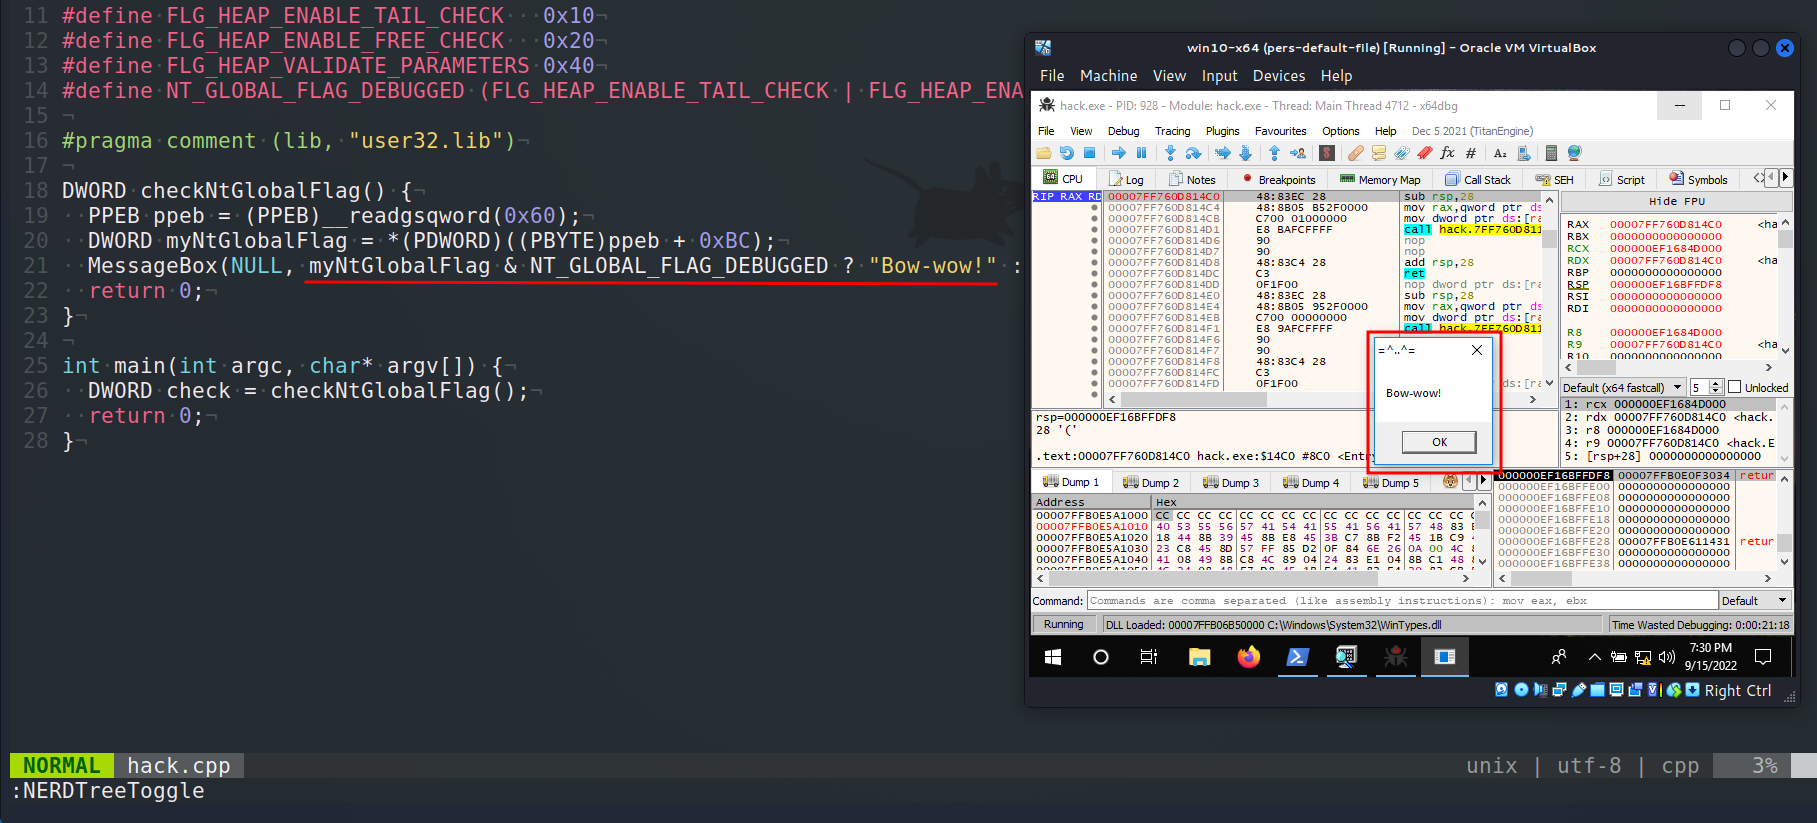 11 #define FLG_HEAP_ENABLE_TAIL_CHECK   0x10¬
12 #define FLG_HEAP_ENABLE_FREE_CHECK   0x20¬
13 #define FLG_HEAP_VALIDATE_PARAMETERS 0x40¬
14 #define NT_GLOBAL_FLAG_DEBUGGED (FLG_HEAP_ENABLE_TAIL_CHECK | FLG_HEAP_ENA
15 ¬
16 #pragma comment (lib, "user32.lib")¬
17 ¬
18 DWORD checkNtGlobalFlag() {¬
19   PPEB ppeb = (PPEB)__readgsqword(0x60);¬
20   DWORD myNtGlobalFlag = *(PDWORD)((PBYTE)ppeb + 0xBC);¬
21   MessageBox(NULL, myNtGlobalFlag & NT_GLOBAL_FLAG_DEBUGGED ? "Bow-wow!" :
22   return 0;¬
23 }¬
24 ¬
25 int main(int argc, char* argv[]) {¬
26   DWORD check = checkNtGlobalFlag();¬
27   return 0;¬
28 }¬
NORMAL hack.cpp
unix | utf-8 | cpp 3%
:NERDTreeToggle
win10-x64 (pers-default-file) [Running] - Oracle VM VirtualBox
File Machine View Input Devices Help
hack.exe - PID: 928 - Module: hack.exe - Thread: Main Thread 4712 - x64dbg
File View Debug Tracing Plugins Favourites Options Help Dec 5 2021 (TitanEngine)
CPU Log Notes Breakpoints Memory Map Call Stack SEH Script Symbols
RIP RAX RD 00007FF760D814C0 48:83EC 28 sub rsp,28
00007FF760D814C4 48:8B05 B52F0000 mov rax,qword ptr ds
00007FF760D814CB C700 01000000 mov dword ptr ds:[ra
00007FF760D814D1 E8 BAFCFFFF call hack.7FF760D811
00007FF760D814D6 90 nop
00007FF760D814D7 90 nop
00007FF760D814D8 48:83C4 28 add rsp,28
00007FF760D814DC C3 ret
00007FF760D814DD 0F1F00 nop dword ptr ds:[ra
00007FF760D814E0 48:83EC 28 sub rsp,28
00007FF760D814E4 48:8B05 952F0000 mov rax,qword ptr ds
00007FF760D814EB C700 00000000 mov dword ptr ds:[ra
00007FF760D814F1 E8 9AFCFFFF call hack.7FF760D811
00007FF760D814F6 90
00007FF760D814F7 90
00007FF760D814F8 48:83C4 28
00007FF760D814FC C3
00007FF760D814FD 0F1F00 ds:[ra
Hide FPU
RAX 00007FF760D814C0 <ha
RBX 0000000000000000
RCX 000000EF1684D000
RDX 00007FF760D814C0 <ha
RBP 0000000000000000
RSP 000000EF16BFFDF8
RSI 0000000000000000
RDI 0000000000000000
R8 000000EF1684D000
R9 00007FF760D814C0 <ha
R10 0000000000000000
Default (x64 fastcall) 5 Unlocked
1: rcx 000000EF1684D000
2: rdx 00007FF760D814C0 <hack.
3: r8 000000EF1684D000
4: r9 00007FF760D814C0 <hack.E
5: [rsp+28] 0000000000000000
=^..^=
Bow-wow!
OK
rsp=000000EF16BFFDF8
28 '('
.text:00007FF760D814C0 hack.exe:$14C0 #8C0 <Entry
Dump 1 Dump 2 Dump 3 Dump 4 Dump 5
Address Hex
00007FFB0E5A1000 CC CC CC CC CC CC CC CC CC CC CC CC CC CC CC
00007FFB0E5A1010 40 53 55 56 57 41 54 41 55 41 56 41 57 48 83
00007FFB0E5A1020 18 44 8B 39 45 8B E8 45 3B C7 8B F2 45 1B C9
00007FFB0E5A1030 23 C8 45 8D 57 FF 85 D2 0F 84 6E 26 0A 00 4C
00007FFB0E5A1040 41 08 49 8B C8 4C 89 04 24 83 E1 04 8B C1 48
000000EF16BFFDF8 00007FFB0E0F3034 retur
000000EF16BFFE00 0000000000000000
000000EF16BFFE08 0000000000000000
000000EF16BFFE10 0000000000000000
000000EF16BFFE18 0000000000000000
000000EF16BFFE20 0000000000000000
000000EF16BFFE28 00007FFB0E611431 retur
000000EF16BFFE30 0000000000000000
000000EF16BFFE38 0000000000000000
Command: Commands are comma separated (like assembly instructions): mov eax, ebx Default
Running DLL Loaded: 00007FFB06B50000 C:\Windows\System32\WinTypes.dll Time Wasted Debugging: 0:00:21:18
7:30 PM
9/15/2022
Right Ctrl